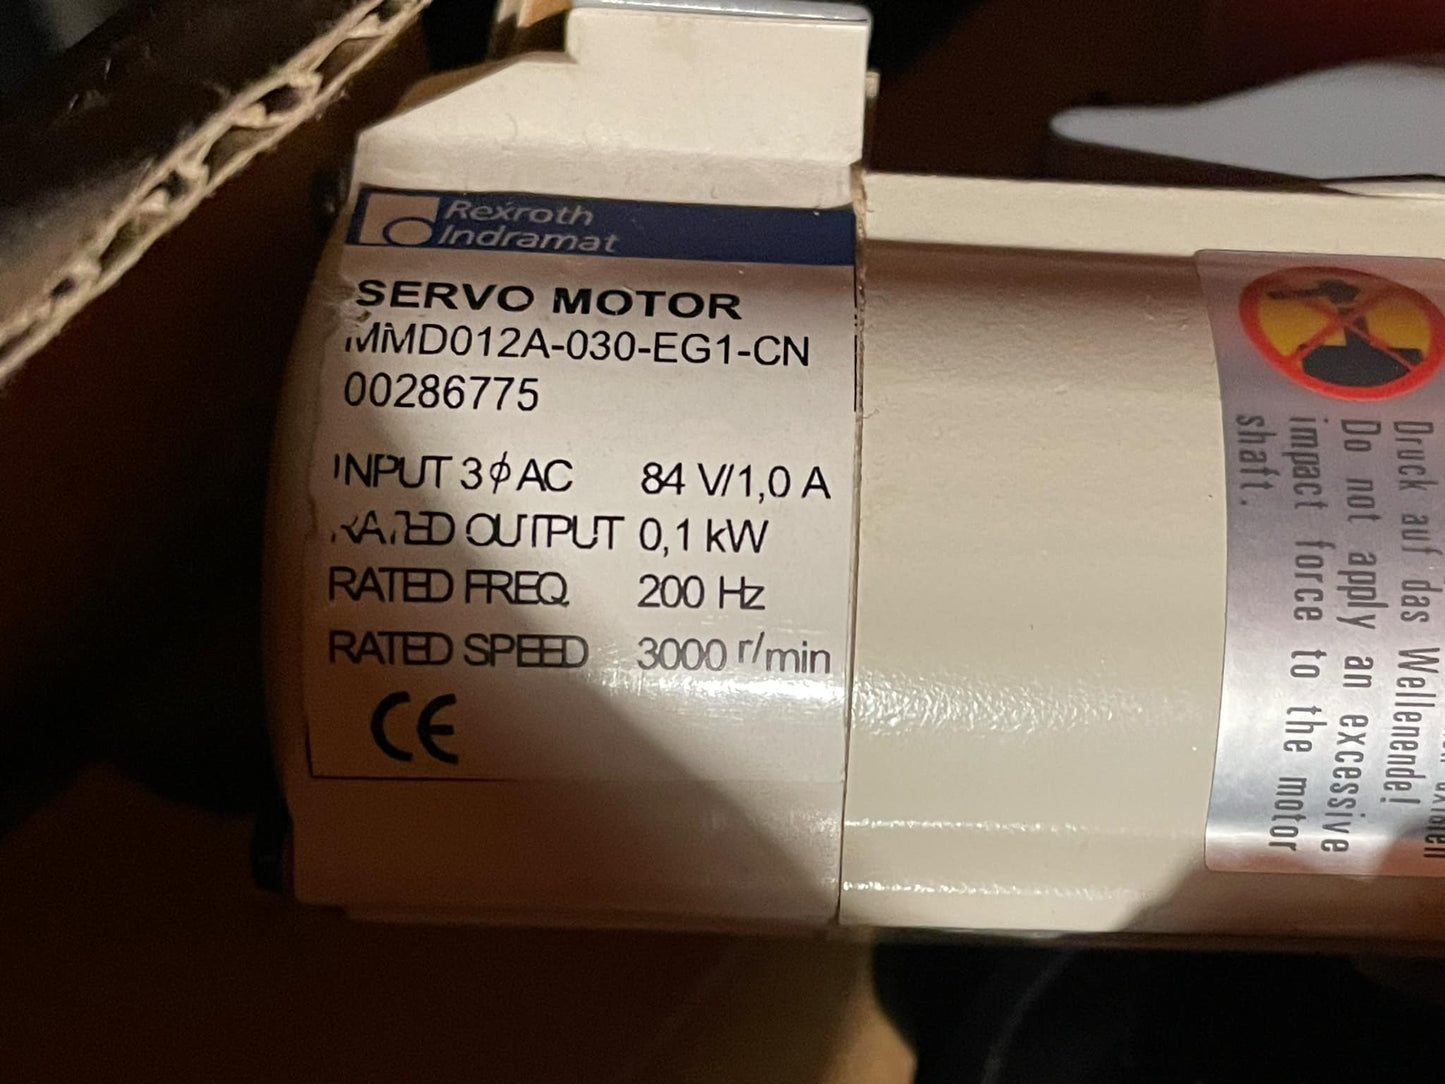 Rexroth
Indramat
SERVO MOTOR
MMD012A-030-EG1-CN
00286775
INPUT 3ϕ AC 84 V/1,0 A
RATED OUTPUT 0,1 kW
RATED FREQ. 200 Hz
RATED SPEED 3000 r/min
CE
Druck auf das Wellenende!
Do not apply an excessive
impact force to the motor
shaft.